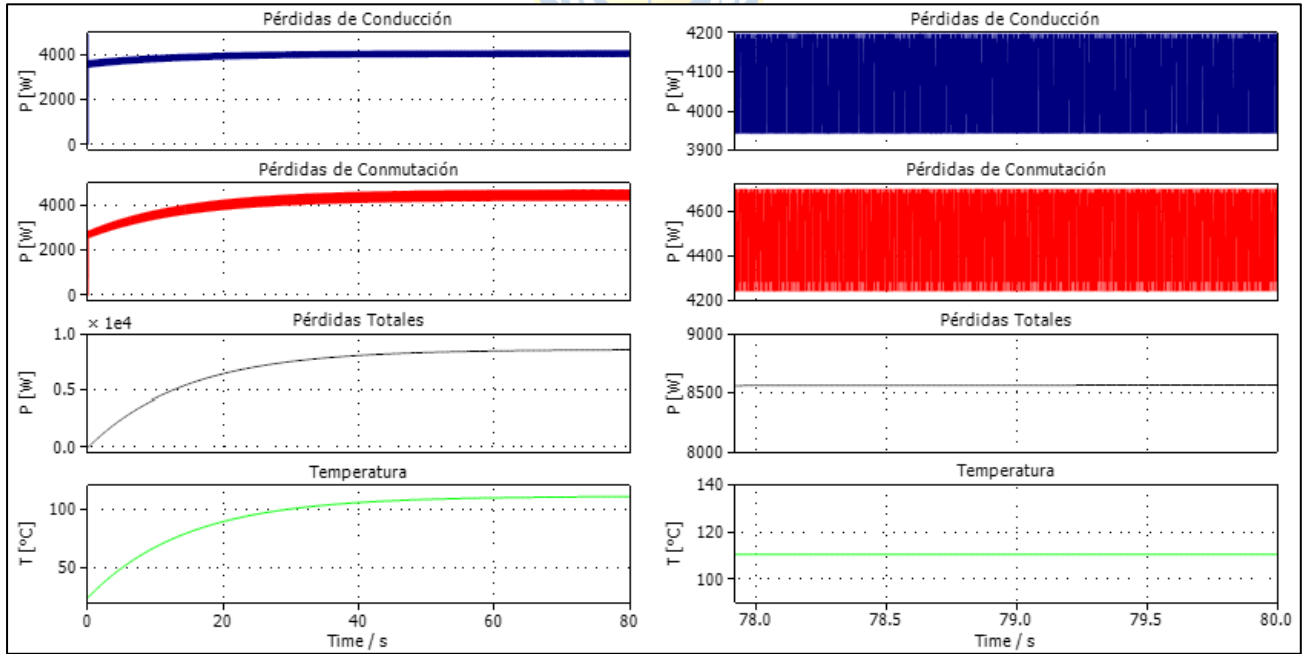 Pérdidas de Conducción
4000
2000
0
P [W]
Pérdidas de Conmutación
4000
2000
0
P [W]
× 1e4
Pérdidas Totales
1.0
0.5
0.0
P [W]
Temperatura
100
50
T [ºC]
0 20 40 60 80
Time / s
Pérdidas de Conducción
4200
4100
4000
3900
P [W]
Pérdidas de Conmutación
4600
4400
4200
P [W]
Pérdidas Totales
9000
8500
8000
P [W]
Temperatura
140
120
100
T [ºC]
78.0 78.5 79.0 79.5 80.0
Time / s